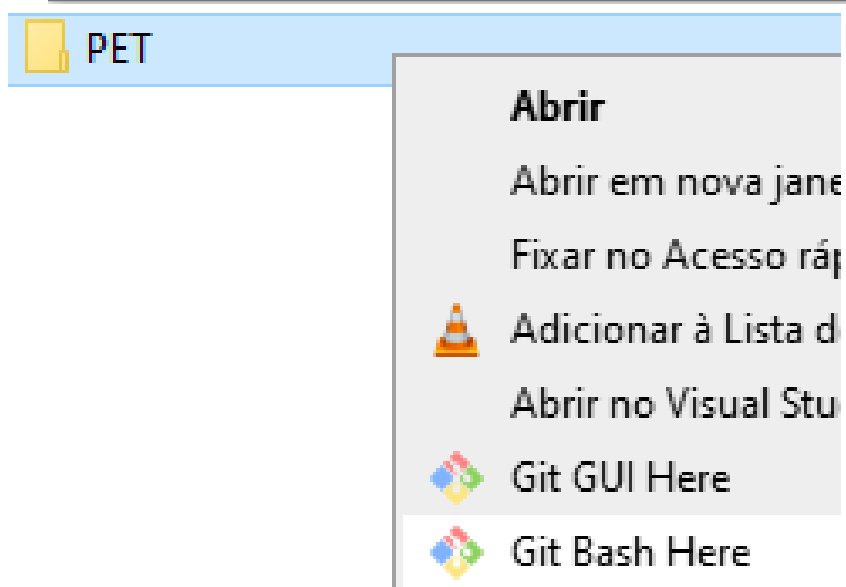 PET
Abrir
Abrir em nova jane
Fixar no Acesso ráp
Adicionar à Lista d
Abrir no Visual Stu
Git GUI Here
Git Bash Here